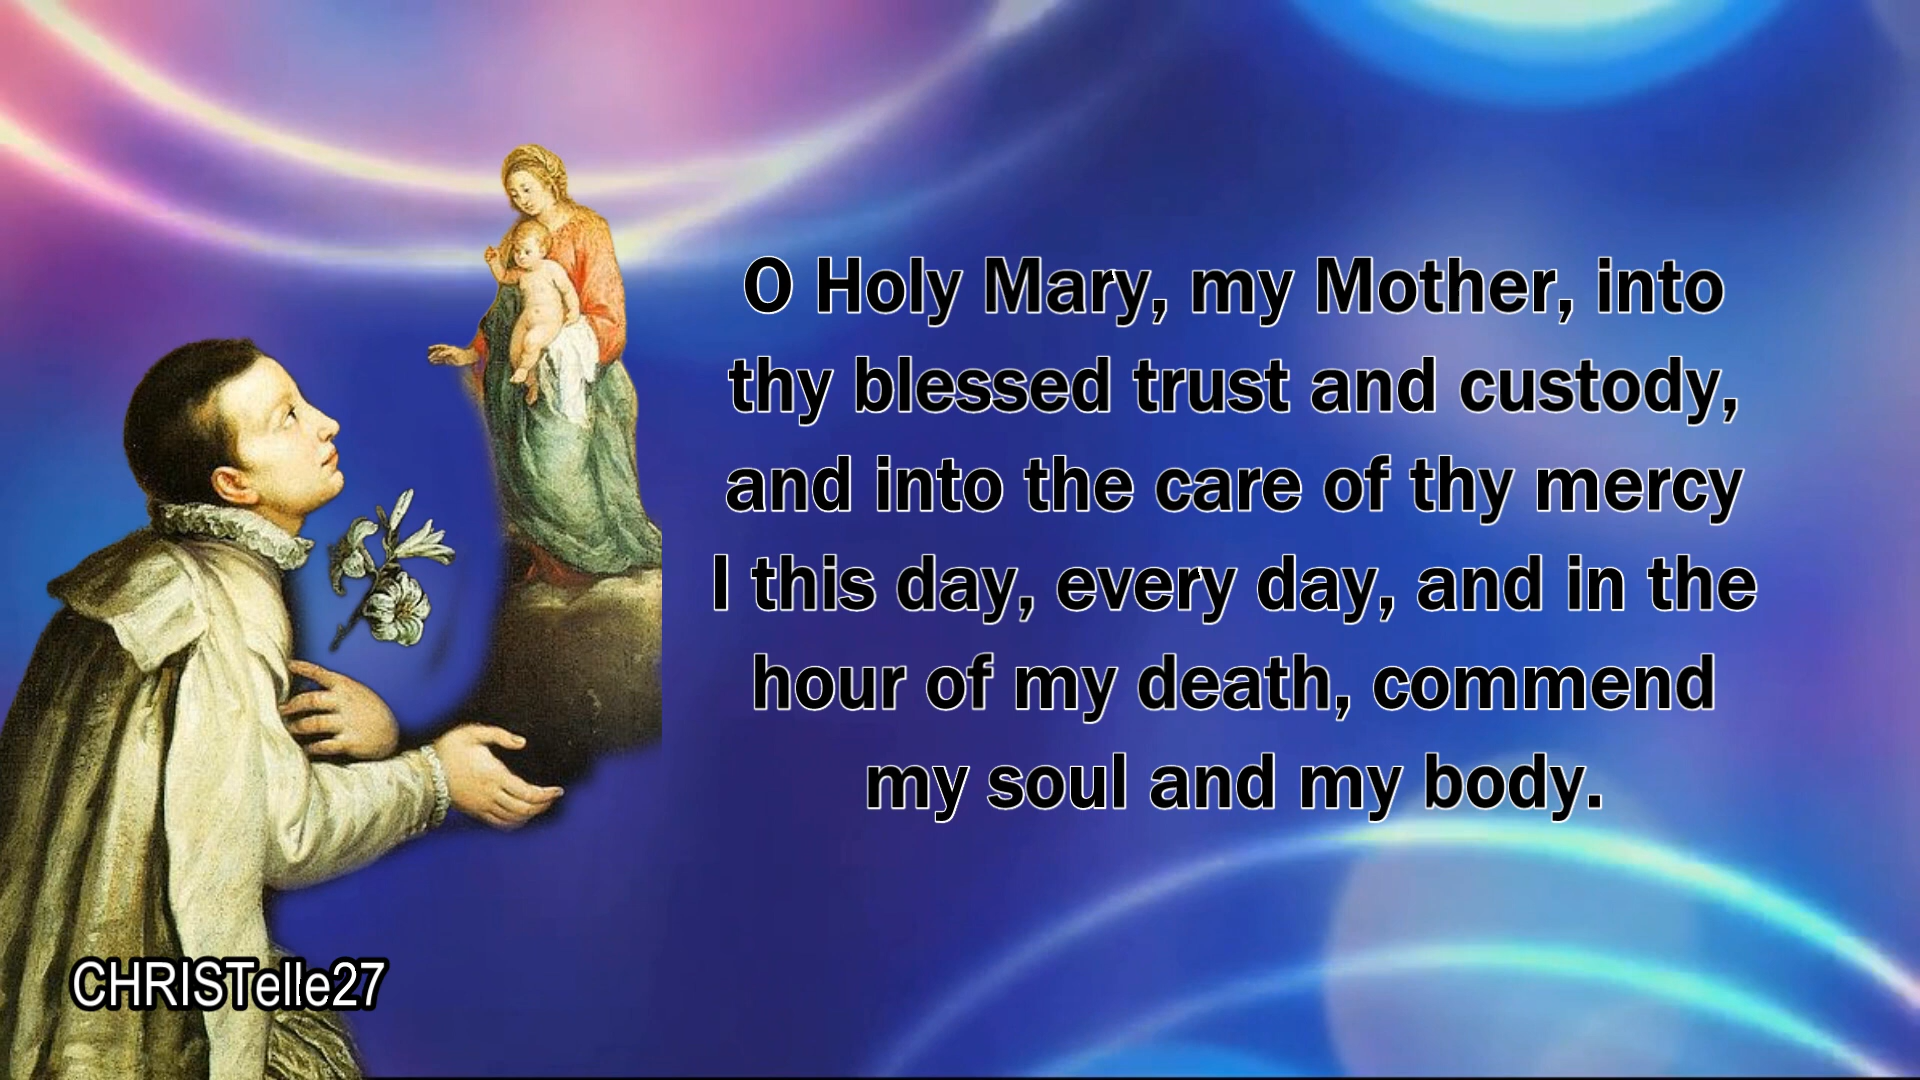 O Holy Mary, my Mother, into
thy blessed trust and custody,
and into the care of thy mercy
I this day, every day, and in the
hour of my death, commend
my soul and my body.
CHRISTelle27